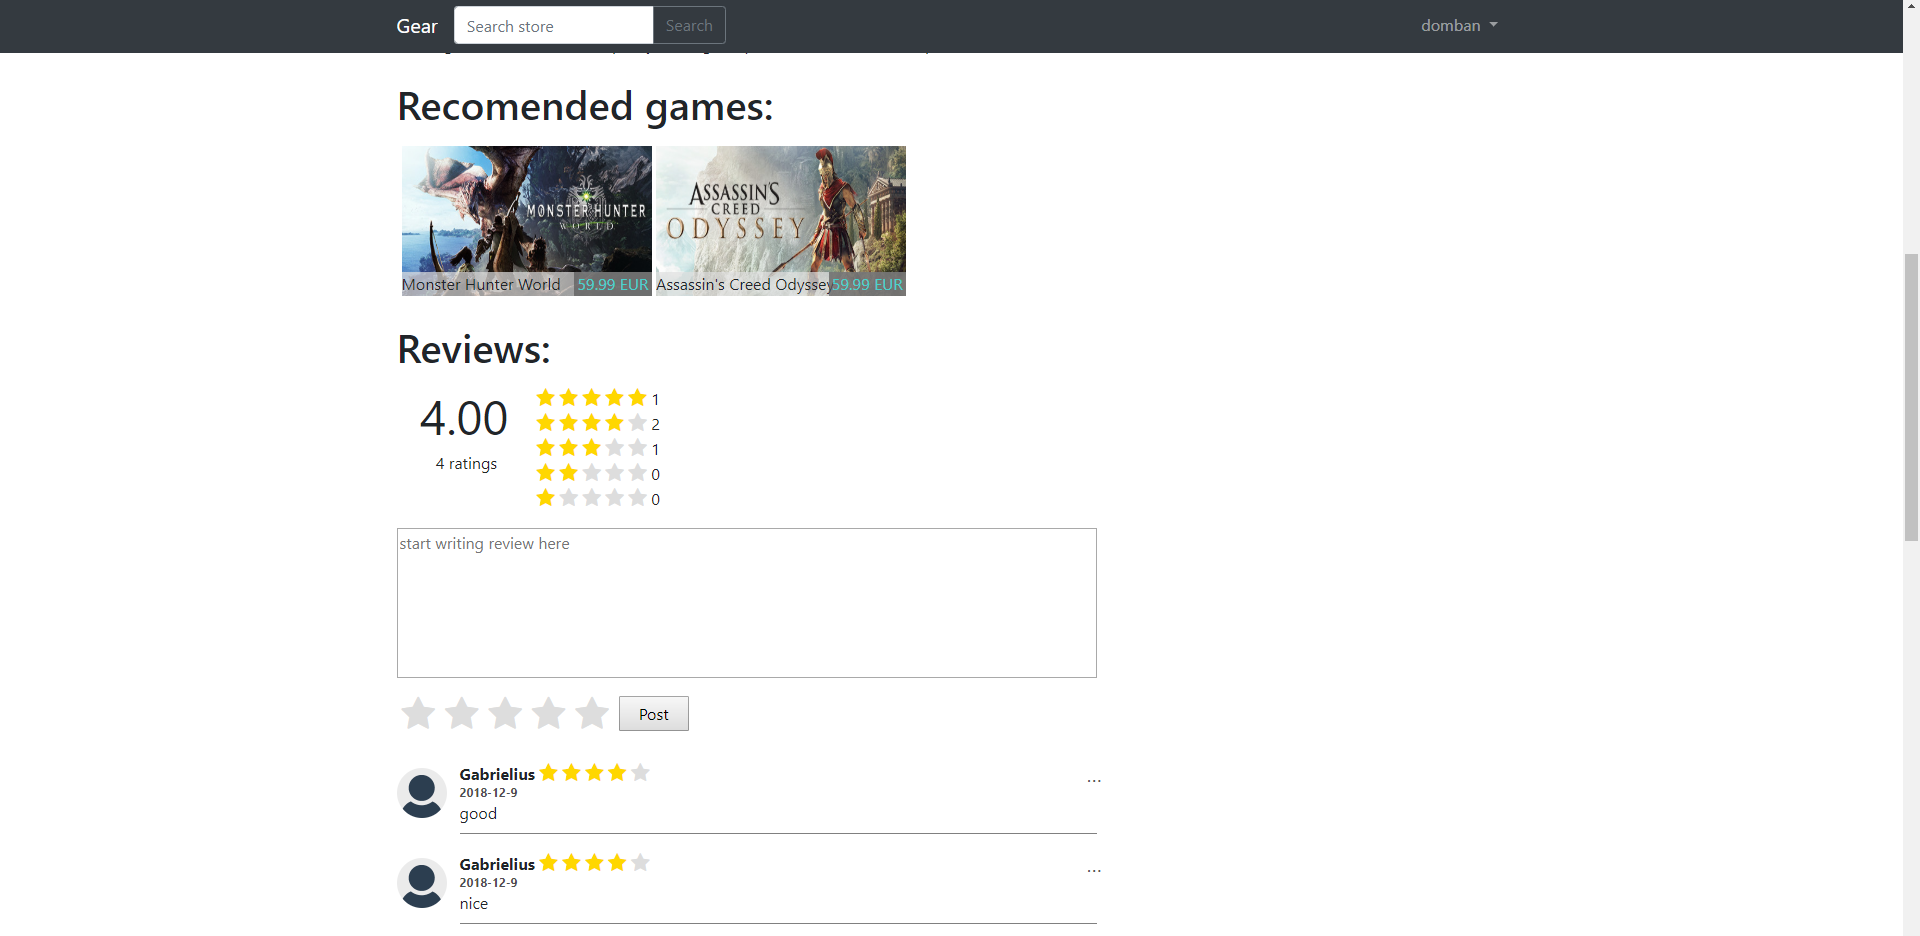 Gear
Search store
Search
domban
Recomended games:
MONSTER HUNTER
WORLD
Monster Hunter World
59.99 EUR
ASSASSIN'S
CREED
ODYSSEY
Assassin's Creed Odyssey
59.99 EUR
Reviews:
4.00
4 ratings
1
2
1
0
0
start writing review here
Post
Gabrielius
...
2018-12-9
good
Gabrielius
...
2018-12-9
nice